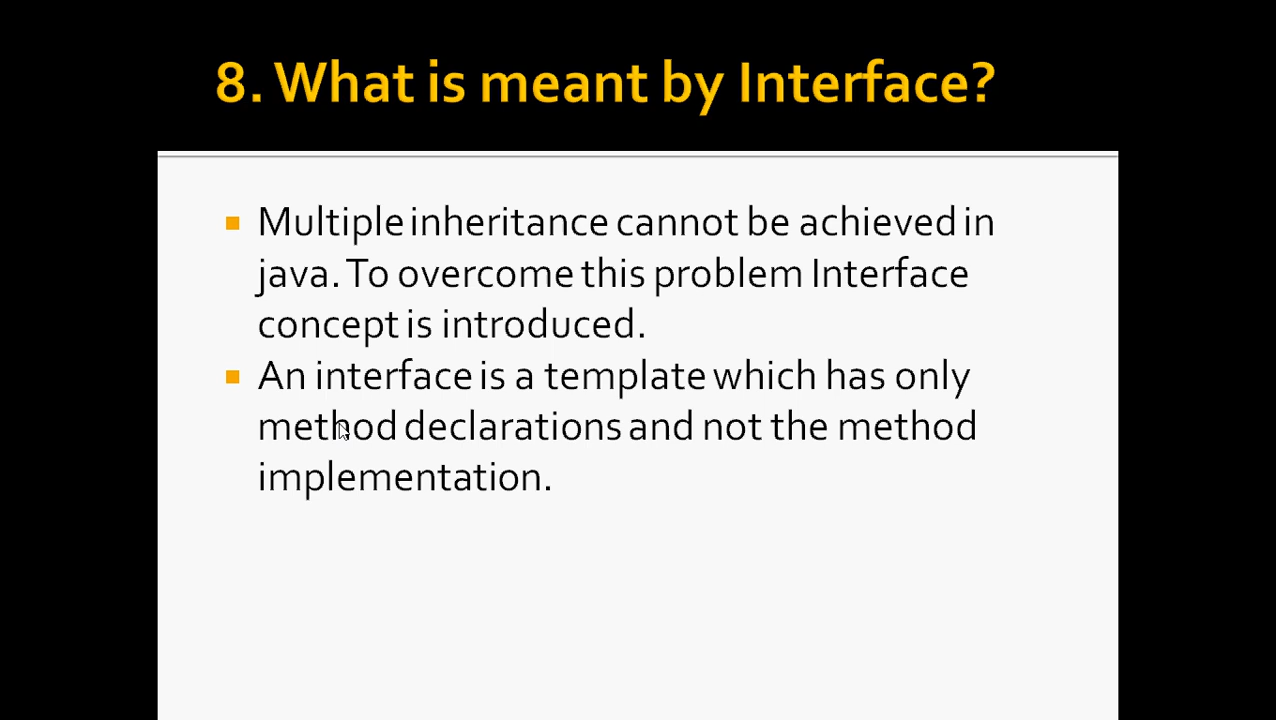 8. What is meant by Interface?
Multiple inheritance cannot be achieved in
java. To overcome this problem Interface
concept is introduced.
An interface is a template which has only
method declarations and not the method
implementation.